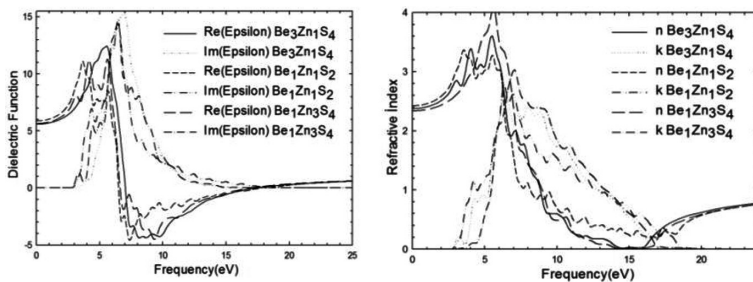 Dielectric Function
15
10
5
0
-5
0 5 10 15 20 25
Frequency(eV)
Re(Epsilon) Be3Zn1S4
Im(Epsilon) Be3Zn1S4
Re(Epsilon) Be1Zn1S2
Im(Epsilon) Be1Zn1S2
Re(Epsilon) Be1Zn3S4
Im(Epsilon) Be1Zn3S4
Refractive Index
4
3
2
1
0
0 5 10 15 20
Frequency(eV)
n Be3Zn1S4
k Be3Zn1S4
n Be1Zn1S2
k Be1Zn1S2
n Be1Zn3S4
k Be1Zn3S4